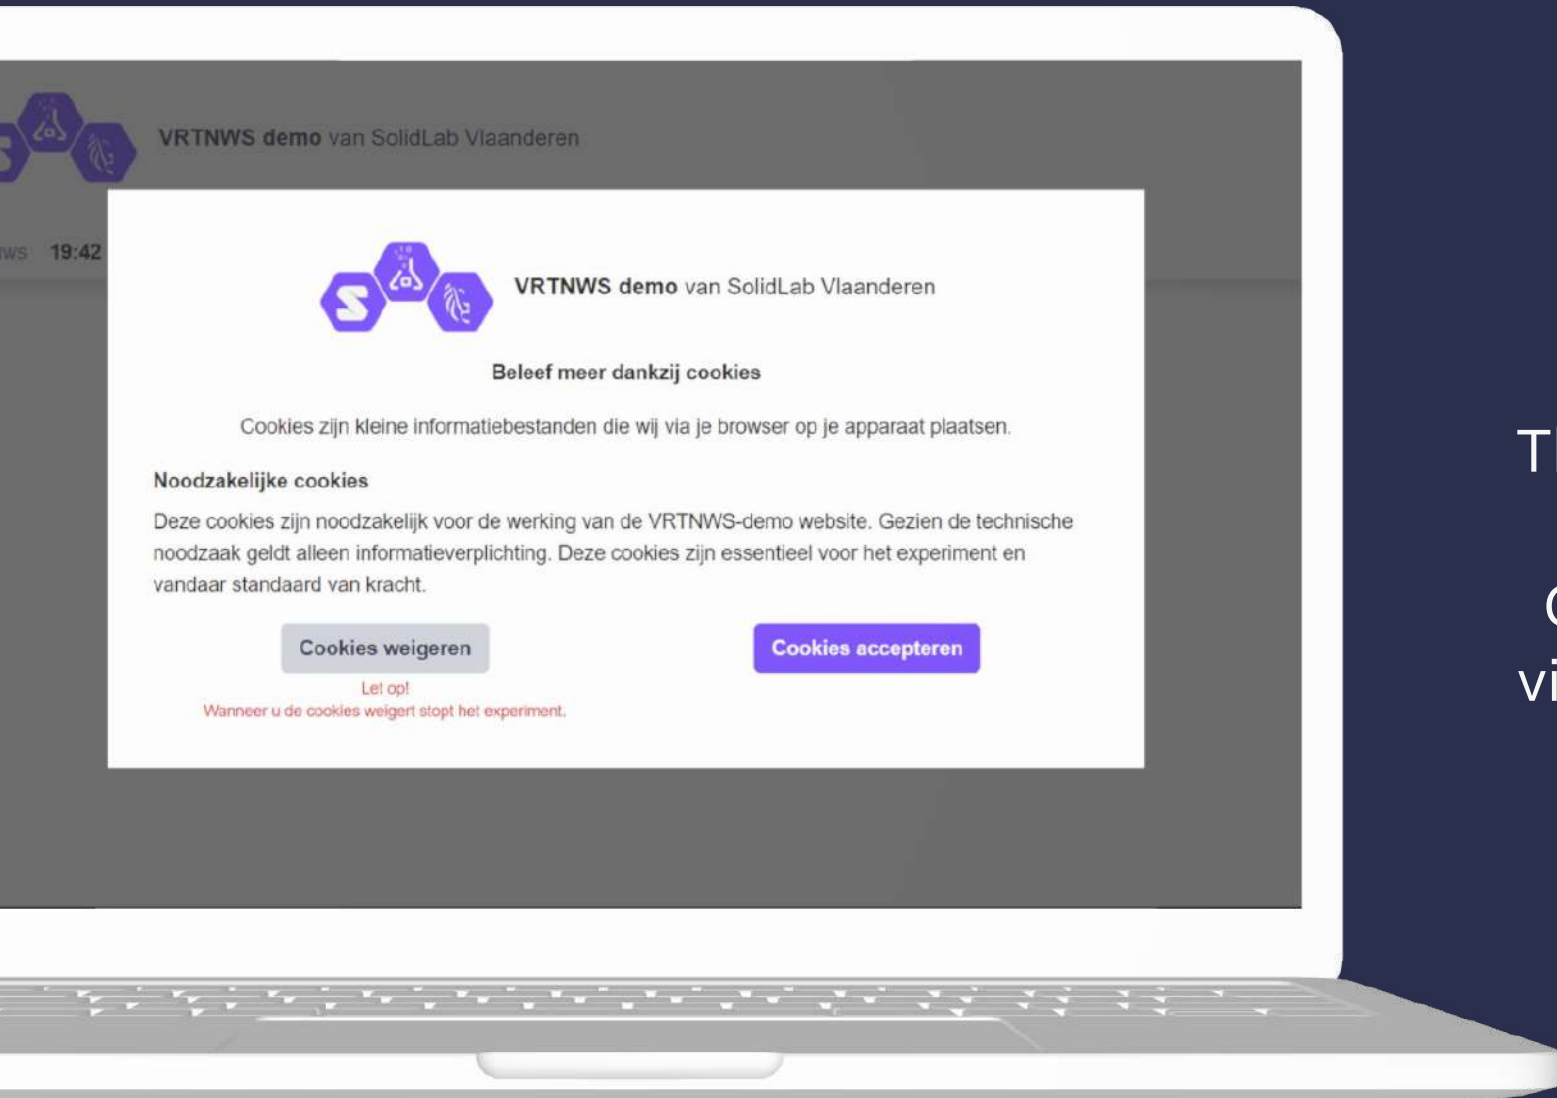 VRTNWS demo van SolidLab Vlaanderen
19:42
VRTNWS demo van SolidLab Vlaanderen
Beleef meer dankzij cookies
Cookies zijn kleine informatiebestanden die wij via je browser op je apparaat plaatsen.
Noodzakelijke cookies
Deze cookies zijn noodzakelijk voor de werking van de VRTNWS-demo website. Gezien de technische
noodzaak geldt alleen informatieverplichting. Deze cookies zijn essentieel voor het experiment en
vandaar standaard van kracht.
Cookies weigeren
Cookies accepteren
Let op!
Wanneer u de cookies weigert stopt het experiment.